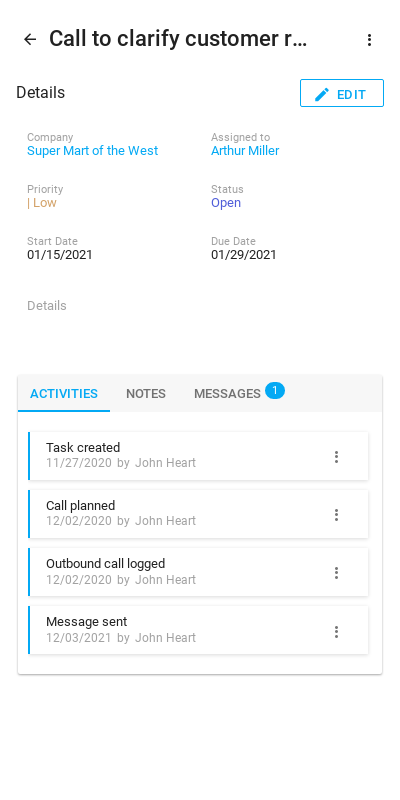 Call to clarify customer r...
Details
EDIT
Company
Assigned to
Super Mart of the West
Arthur Miller
Priority
Status
| Low
Open
Start Date
Due Date
01/15/2021
01/29/2021
Details
ACTIVITIES
NOTES
MESSAGES
1
Task created
11/27/2020 by John Heart
Call planned
12/02/2020 by John Heart
Outbound call logged
12/02/2020 by John Heart
Message sent
12/03/2021 by John Heart